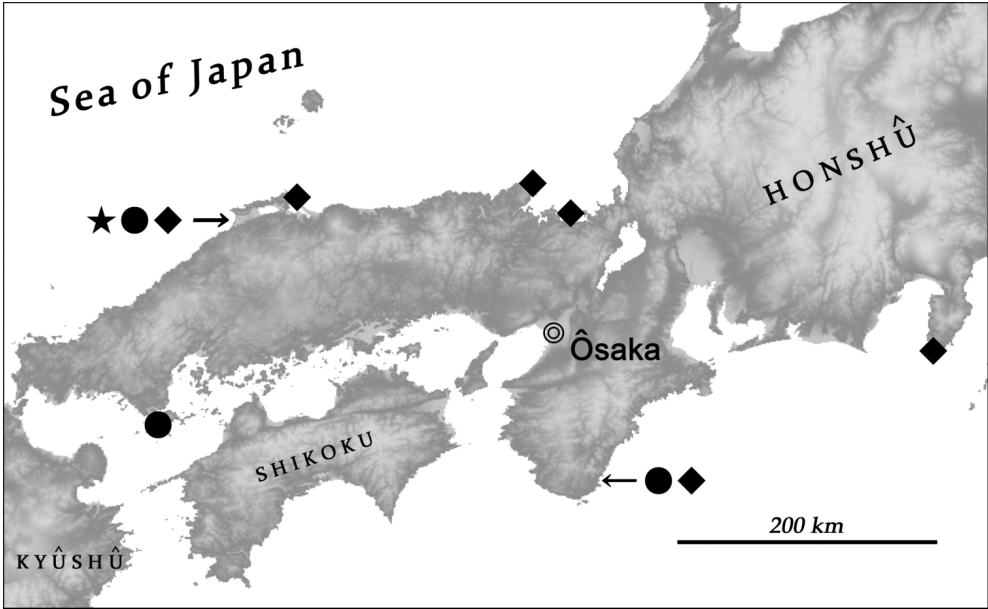 Sea of Japan
HONSHÛ
Ôsaka
SHIKOKU
200 km
KYÛSHÛ